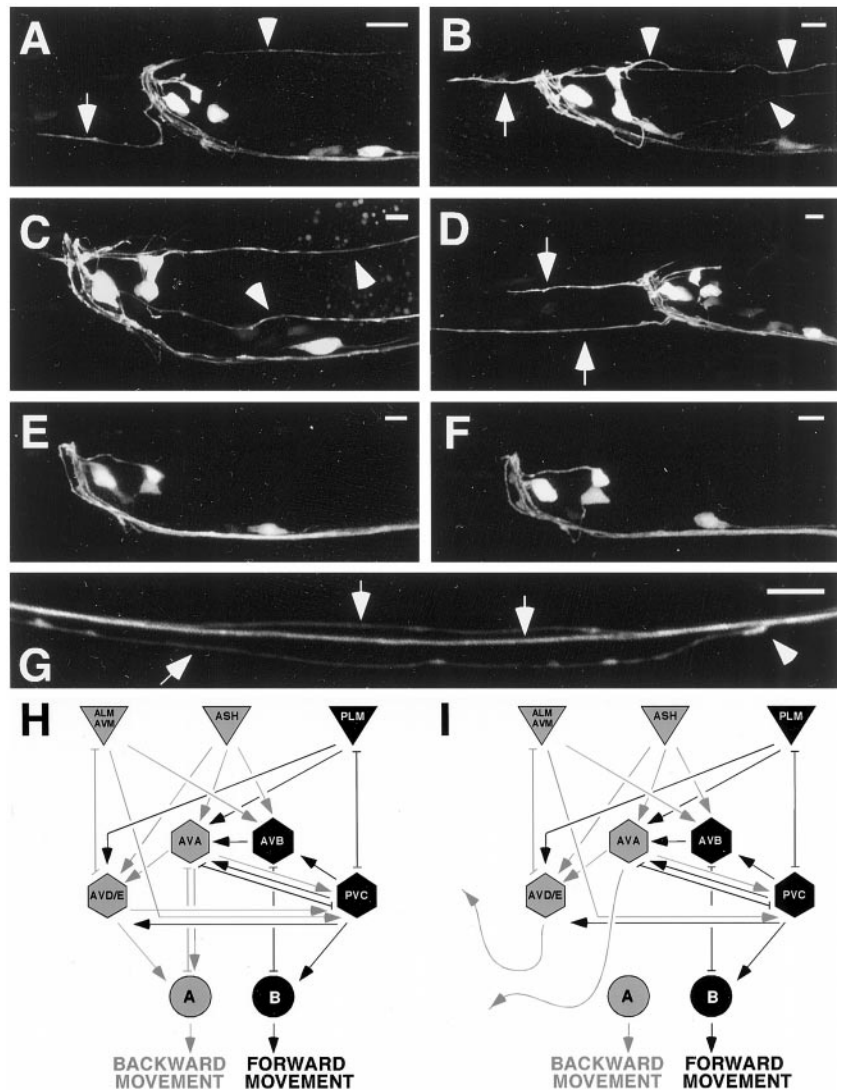 A
B
C
D
E
F
G
H
ALM
AVM
ASH
PLM
AVA
AVB
AVD/E
PVC
A
B
BACKWARD
MOVEMENT
FORWARD
MOVEMENT
I
ALM
AVM
ASH
PLM
AVA
AVB
AVD/E
PVC
A
B
BACKWARD
MOVEMENT
FORWARD
MOVEMENT